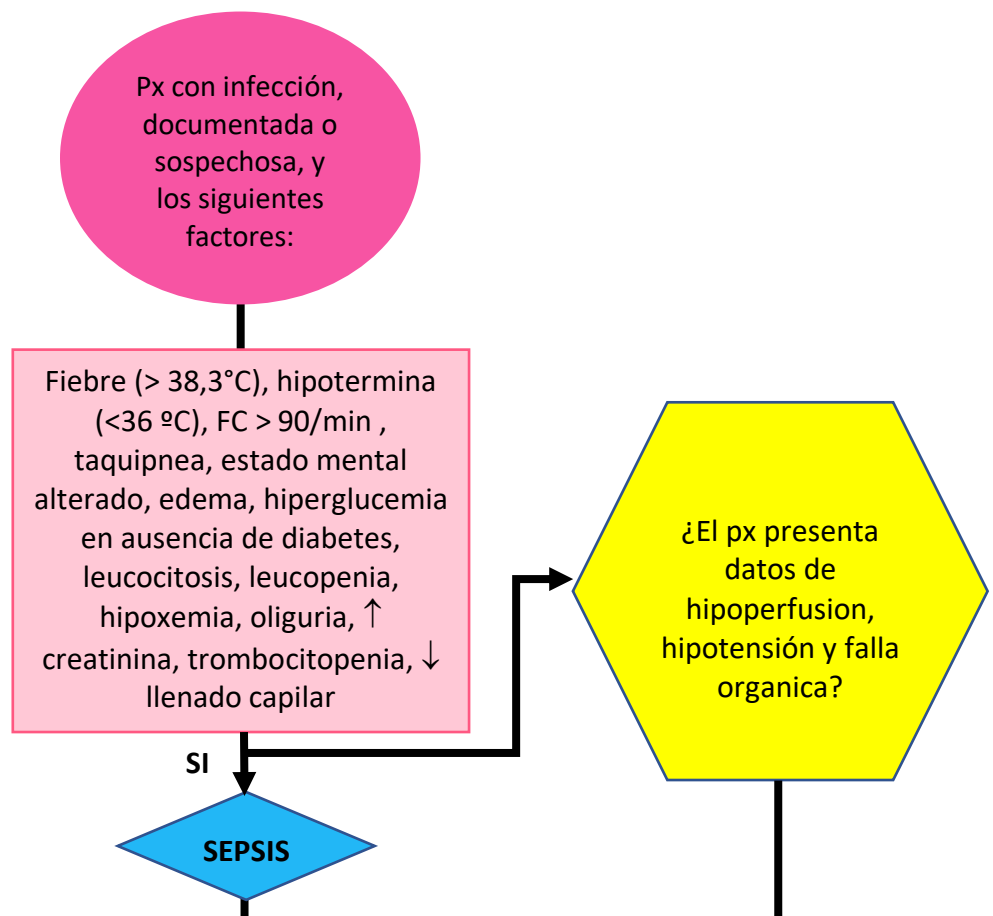 Px con infección,
documentada o
sospechosa, y
los siguientes
factores:
Fiebre (> 38,3°C), hipotermina
(<36 ºC), FC > 90/min ,
taquipnea, estado mental
alterado, edema, hiperglucemia
en ausencia de diabetes,
leucocitosis, leucopenia,
hipoxemia, oliguria, ↑
creatinina, trombocitopenia, ↓
llenado capilar
¿El px presenta
datos de
hipoperfusion,
hipotensión y falla
organica?
SI
SEPSIS